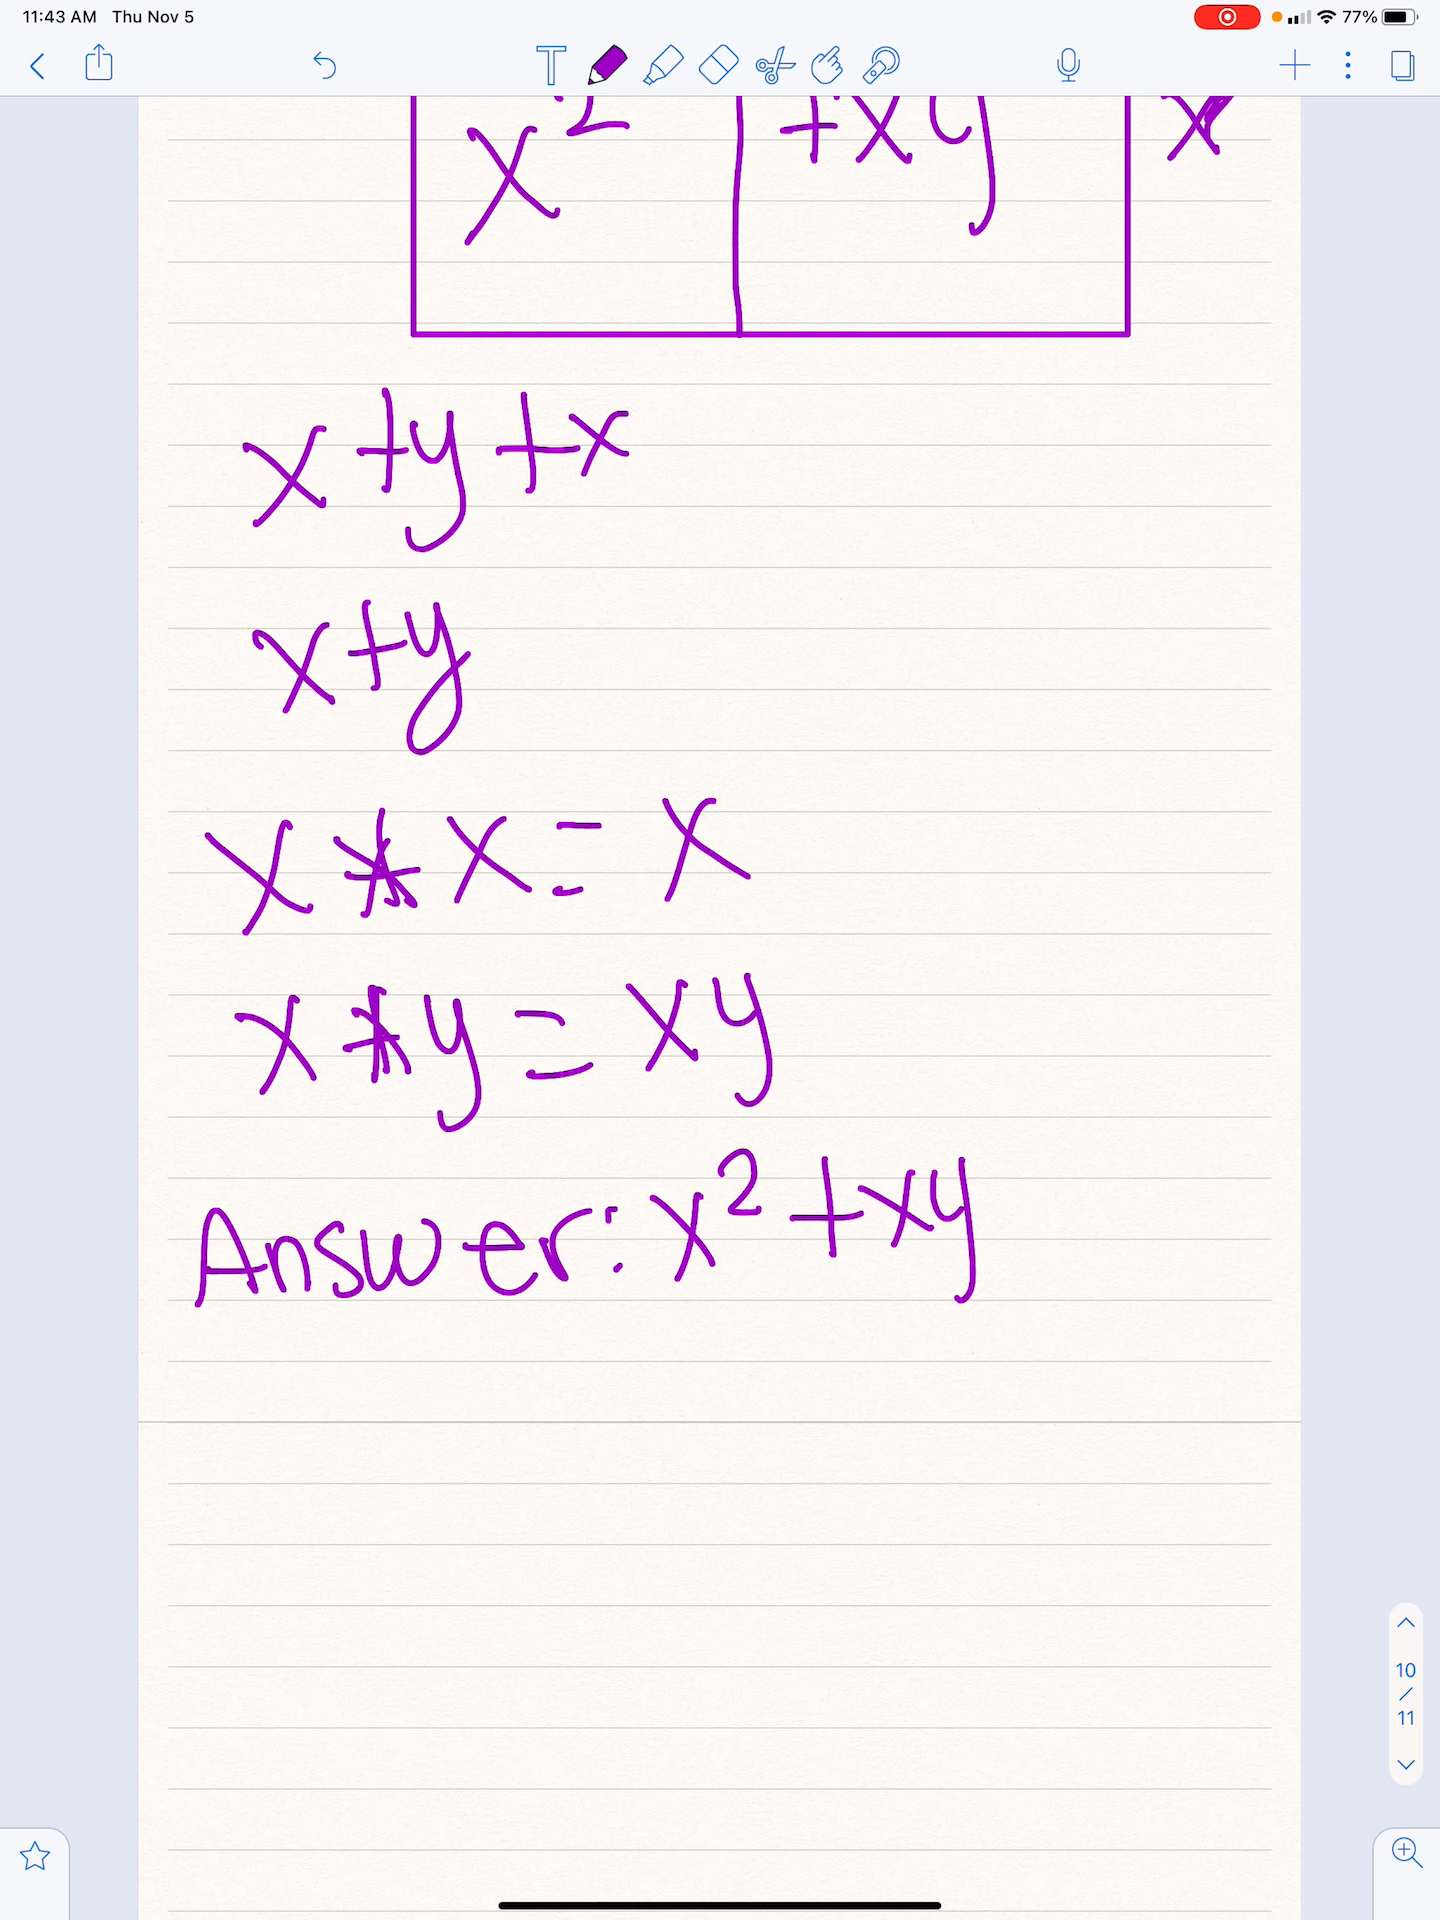 11:43 AM Thu Nov 5
77%
T
x² +xy x
x+y+x
x+y
x*x=x
x*y=xy
Answer: x²+xy
10
/
11